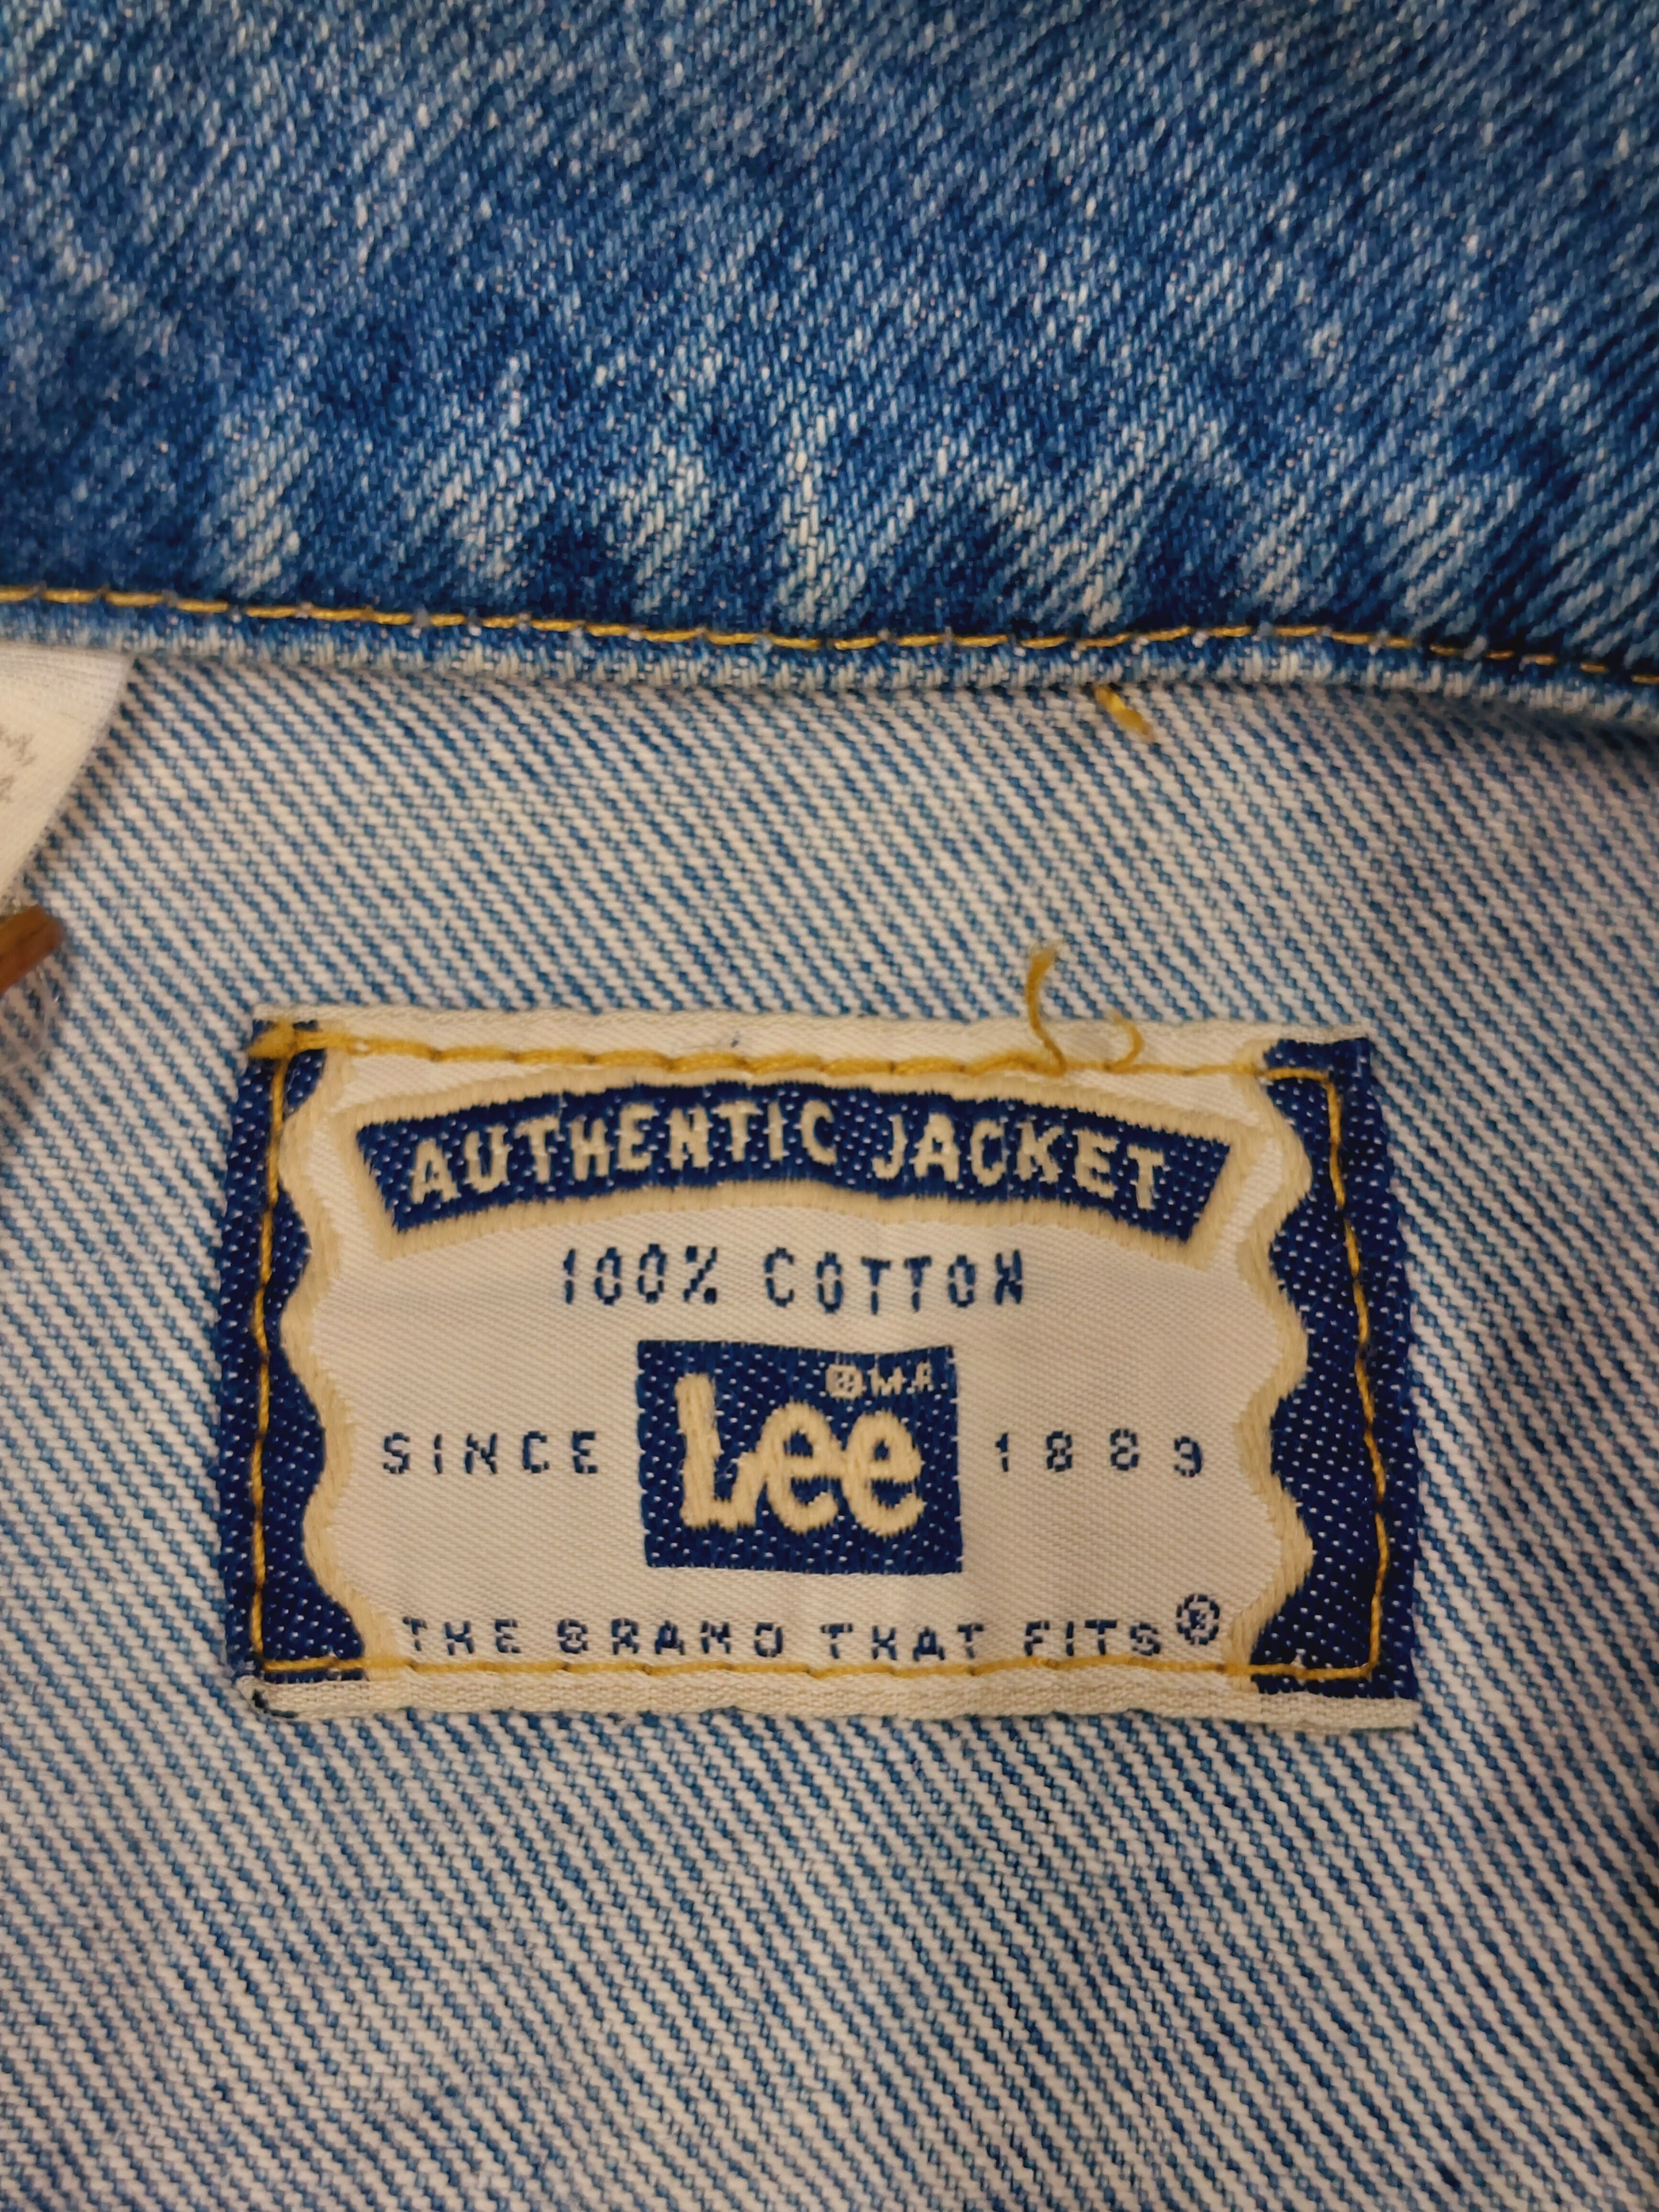 AUTHENTIC JACKET
100% COTTON
® M.R.
SINCE Lee 1889
THE BRAND THAT FITS®